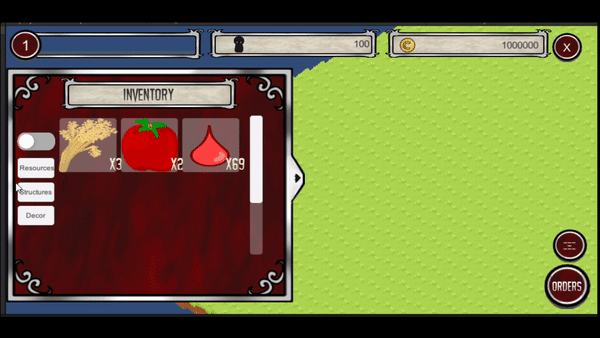 1
100
1000000
X
INVENTORY
X3
X2
X69
Resources
Structures
Decor
ORDERS